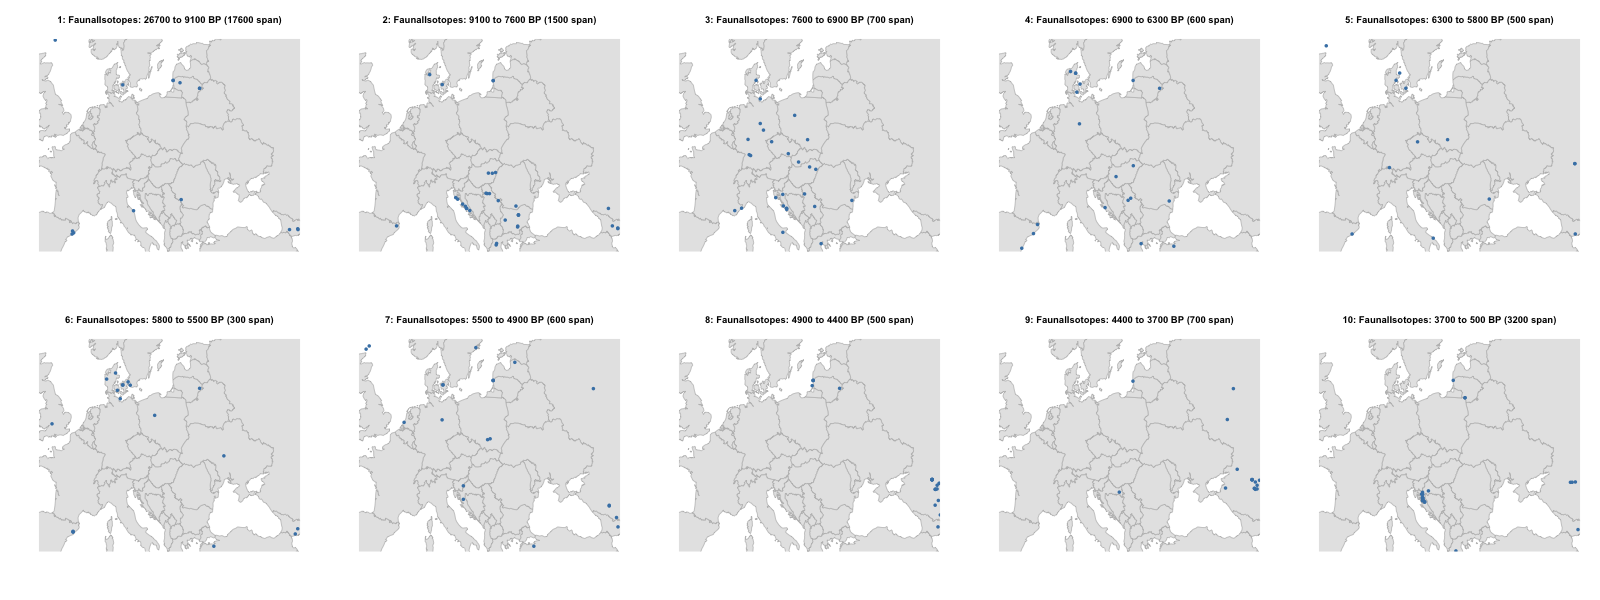 1: FaunalIsotopes: 26700 to 9100 BP (17600 span)
2: FaunalIsotopes: 9100 to 7600 BP (1500 span)
3: FaunalIsotopes: 7600 to 6900 BP (700 span)
4: FaunalIsotopes: 6900 to 6300 BP (600 span)
5: FaunalIsotopes: 6300 to 5800 BP (500 span)
6: FaunalIsotopes: 5800 to 5500 BP (300 span)
7: FaunalIsotopes: 5500 to 4900 BP (600 span)
8: FaunalIsotopes: 4900 to 4400 BP (500 span)
9: FaunalIsotopes: 4400 to 3700 BP (700 span)
10: FaunalIsotopes: 3700 to 500 BP (3200 span)